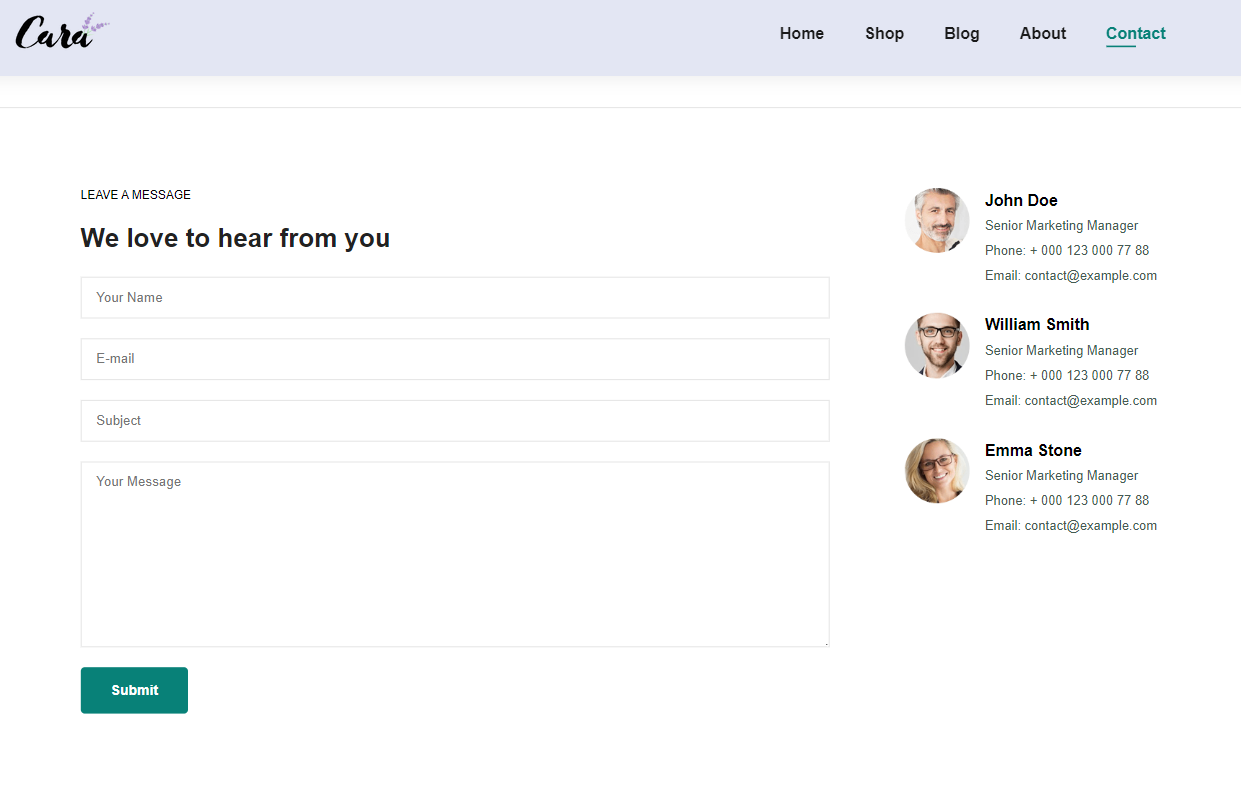 Cara
Home Shop Blog About Contact
LEAVE A MESSAGE
We love to hear from you
Your Name
E-mail
Subject
Your Message
Submit
John Doe
Senior Marketing Manager
Phone: + 000 123 000 77 88
Email: contact@example.com
William Smith
Senior Marketing Manager
Phone: + 000 123 000 77 88
Email: contact@example.com
Emma Stone
Senior Marketing Manager
Phone: + 000 123 000 77 88
Email: contact@example.com